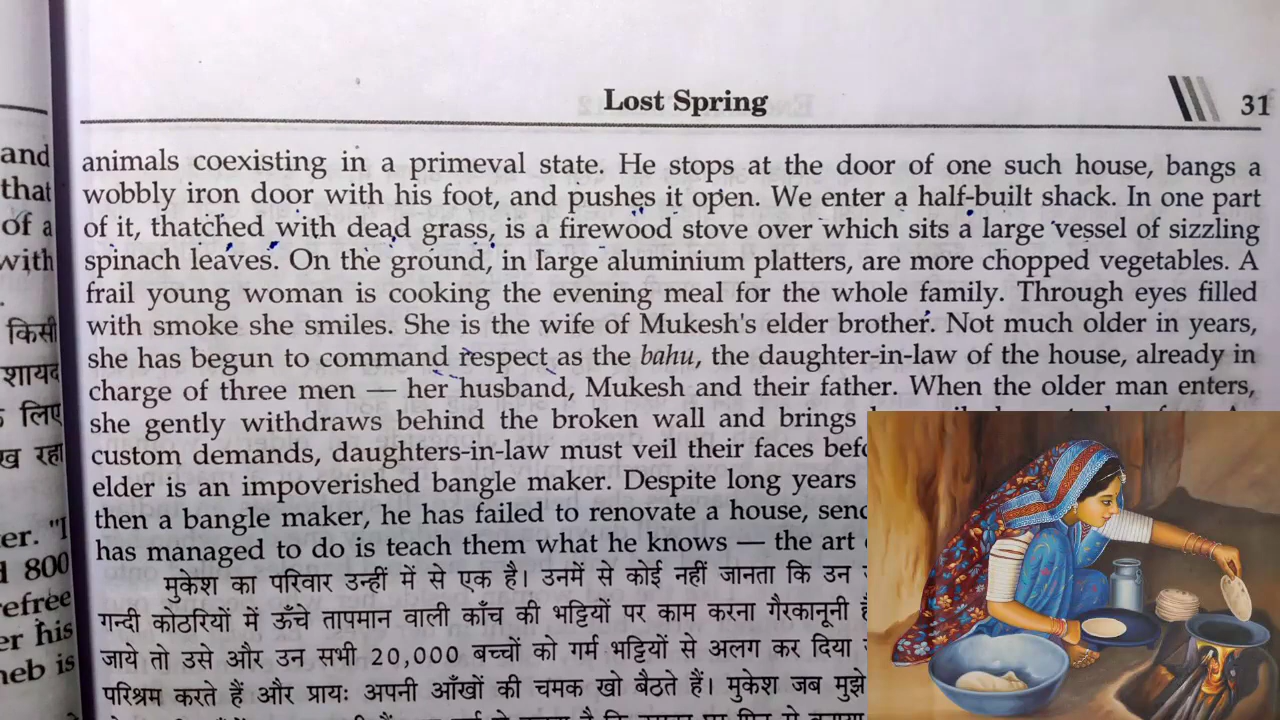 Lost Spring 31
and
that
of a
with
किसी
शायद
लिए
रहा
"I
800
refree
er his
neb is
animals coexisting in a primeval state. He stops at the door of one such house, bangs a
wobbly iron door with his foot, and pushes it open. We enter a half-built shack. In one part
of it, thatched with dead grass, is a firewood stove over which sits a large vessel of sizzling
spinach leaves. On the ground, in large aluminium platters, are more chopped vegetables. A
frail young woman is cooking the evening meal for the whole family. Through eyes filled
with smoke she smiles. She is the wife of Mukesh's elder brother. Not much older in years,
she has begun to command respect as the bahu, the daughter-in-law of the house, already in
charge of three men — her husband, Mukesh and their father. When the older man enters,
she gently withdraws behind the broken wall and brings
custom demands, daughters-in-law must veil their faces befo
elder is an impoverished bangle maker. Despite long years
then a bangle maker, he has failed to renovate a house, senc
has managed to do is teach them what he knows — the art
मुकेश का परिवार उन्हीं में से एक है। उनमें से कोई नहीं जानता कि उन
गन्दी कोठरियों में ऊँचे तापमान वाली काँच की भट्टियों पर काम करना गैरकानूनी
जाये तो उसे और उन सभी 20,000 बच्चों को गर्म भट्टियों से अलग कर दिया
परिश्रम करते हैं और प्रायः अपनी आँखों की चमक खो बैठते हैं। मुकेश जब मुझे